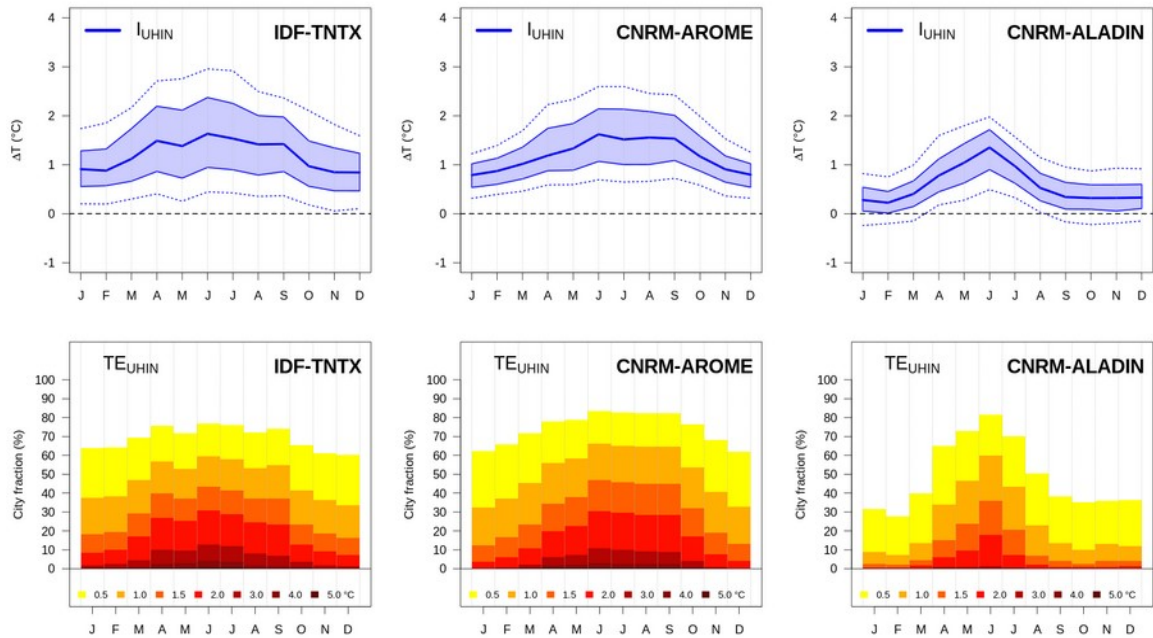 I_UHIN IDF-TNTX
4
3
2
1
0
-1
ΔT (°C)
J F M A M J J A S O N D
I_UHIN CNRM-AROME
4
3
2
1
0
-1
ΔT (°C)
J F M A M J J A S O N D
I_UHIN CNRM-ALADIN
4
3
2
1
0
-1
ΔT (°C)
J F M A M J J A S O N D
TE_UHIN IDF-TNTX
100
90
80
70
60
50
40
30
20
10
0
City fraction (%)
0.5 1.0 1.5 2.0 3.0 4.0 5.0 °C
J F M A M J J A S O N D
TE_UHIN CNRM-AROME
100
90
80
70
60
50
40
30
20
10
0
City fraction (%)
0.5 1.0 1.5 2.0 3.0 4.0 5.0 °C
J F M A M J J A S O N D
TE_UHIN CNRM-ALADIN
100
90
80
70
60
50
40
30
20
10
0
City fraction (%)
0.5 1.0 1.5 2.0 3.0 4.0 5.0 °C
J F M A M J J A S O N D